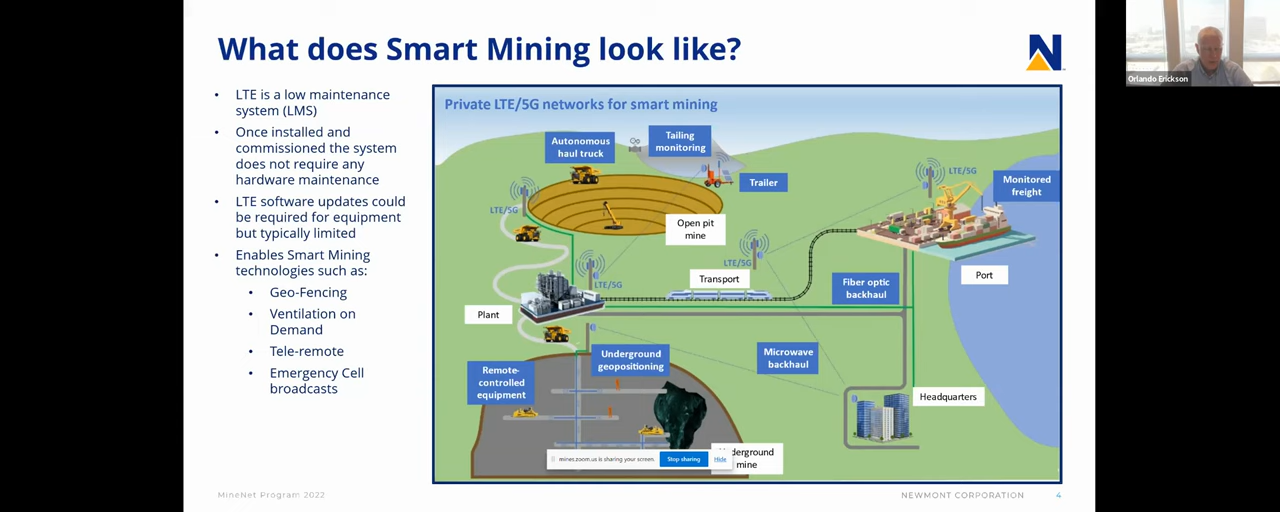 What does Smart Mining look like?
Orlando Erickson
• LTE is a low maintenance
system (LMS)
• Once installed and
commissioned the system
does not require any
hardware maintenance
• LTE software updates could
be required for equipment
but typically limited
• Enables Smart Mining
technologies such as:
• Geo-Fencing
• Ventilation on
Demand
• Tele-remote
• Emergency Cell
broadcasts
Private LTE/5G networks for smart mining
Autonomous
haul truck
Tailing
monitoring
Trailer
LTE/5G
Monitored
freight
LTE/5G
Open pit
mine
LTE/5G
LTE/5G
Transport
Port
Fiber optic
backhaul
Plant
Underground
geopositioning
Microwave
backhaul
Remote-
controlled
equipment
Headquarters
derground
mine
mines.zoom.us is sharing your screen.
Stop sharing
Hide
MineNet Program 2022
NEWMONT CORPORATION
4